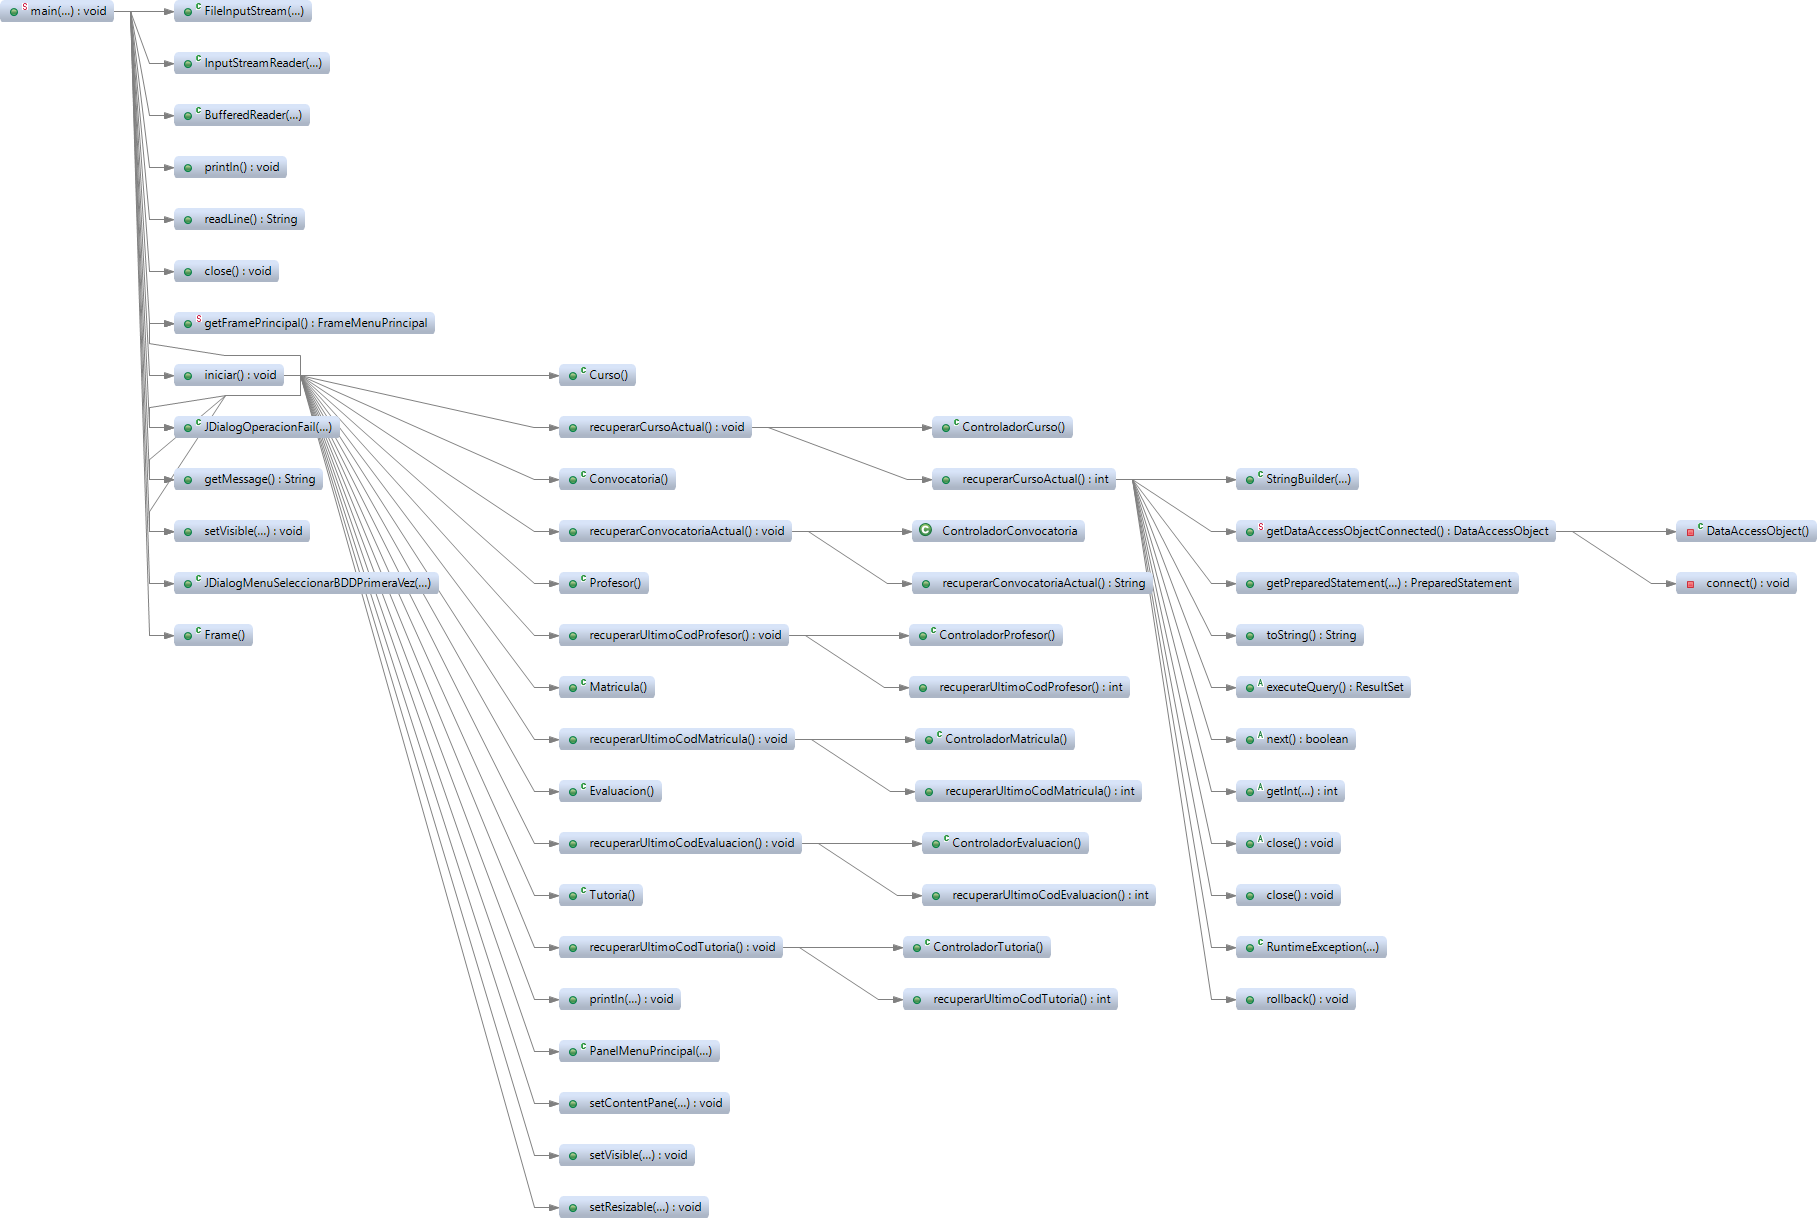 main(...) : void
FileInputStream(...)
InputStreamReader(...)
BufferedReader(...)
println() : void
readLine() : String
close() : void
getFramePrincipal() : FrameMenuPrincipal
iniciar() : void
JDialogOperacionFail(...)
getMessage() : String
setVisible(...) : void
JDialogMenuSeleccionarBDDPrimeraVez(...)
Frame()
Curso()
recuperarCursoActual() : void
Convocatoria()
recuperarConvocatoriaActual() : void
Profesor()
recuperarUltimoCodProfesor() : void
Matricula()
recuperarUltimoCodMatricula() : void
Evaluacion()
recuperarUltimoCodEvaluacion() : void
Tutoria()
recuperarUltimoCodTutoria() : void
println(...) : void
PanelMenuPrincipal(...)
setContentPane(...) : void
setVisible(...) : void
setResizable(...) : void
ControladorCurso()
recuperarCursoActual() : int
ControladorConvocatoria
recuperarConvocatoriaActual() : String
ControladorProfesor()
recuperarUltimoCodProfesor() : int
ControladorMatricula()
recuperarUltimoCodMatricula() : int
ControladorEvaluacion()
recuperarUltimoCodEvaluacion() : int
ControladorTutoria()
recuperarUltimoCodTutoria() : int
StringBuilder(...)
getDataAccessObjectConnected() : DataAccessObject
getPreparedStatement(...) : PreparedStatement
toString() : String
executeQuery() : ResultSet
next() : boolean
getInt(...) : int
close() : void
close() : void
RuntimeException(...)
rollback() : void
DataAccessObject()
connect() : void